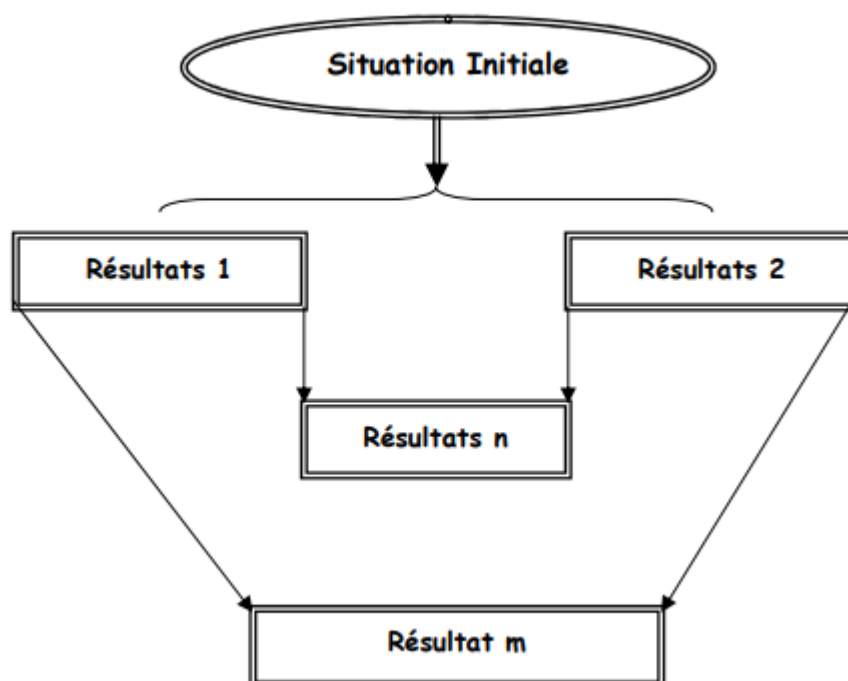 Situation Initiale
Résultats 1
Résultats 2
Résultats n
Résultat m